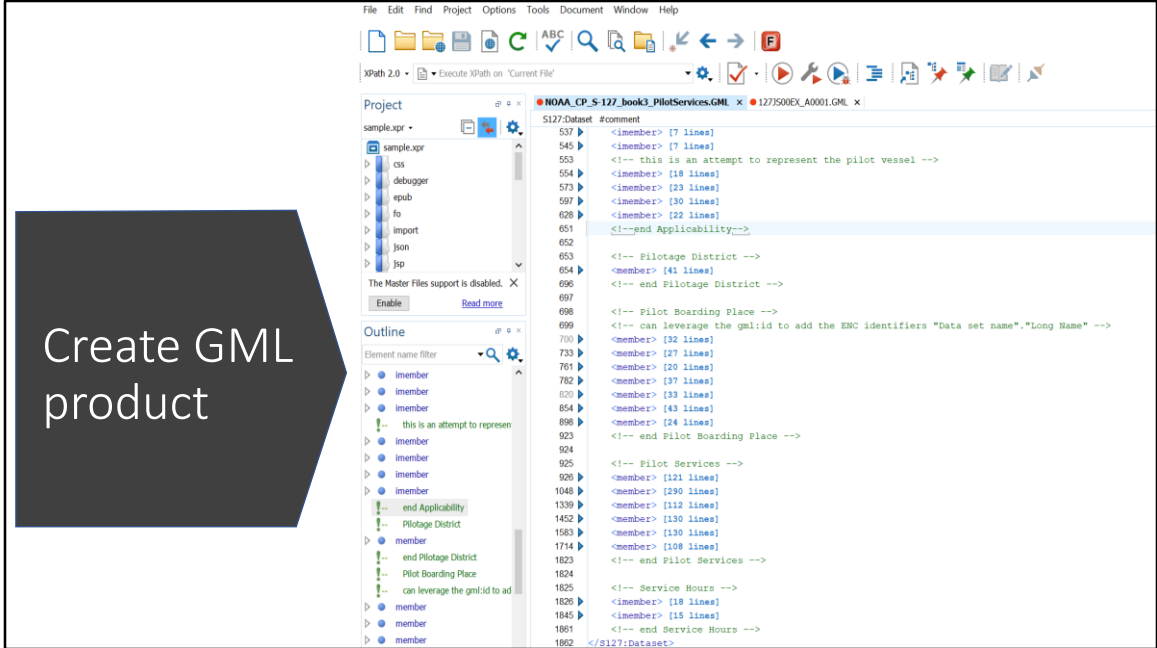 Create GML
product
File Edit Find Project Options Tools Document Window Help
ABC
F
XPath 2.0 Execute XPath on 'Current File'
Project
sample.xpr
sample.xpr
css
debugger
epub
fo
import
json
jsp
The Master Files support is disabled. X
Enable Read more
Outline
Element name filter
imember
imember
imember
this is an attempt to represen
imember
imember
imember
imember
end Applicability
Pilotage District
member
end Pilotage District
Pilot Boarding Place
can leverage the gml:id to ad
member
member
member
NOAA_CP_S-127_book3_PilotServices.GML × 127JS00EX_A0001.GML ×
S127:Dataset #comment
537 <imember> [7 lines]
545 <imember> [7 lines]
553 <!-- this is an attempt to represent the pilot vessel -->
554 <imember> [18 lines]
573 <imember> [23 lines]
597 <imember> [30 lines]
628 <imember> [22 lines]
651 <!--end Applicability-->
652
653 <!-- Pilotage District -->
654 <member> [41 lines]
696 <!-- end Pilotage District -->
697
698 <!-- Pilot Boarding Place -->
699 <!-- can leverage the gml:id to add the ENC identifiers "Data set name"."Long Name" -->
700 <member> [32 lines]
733 <member> [27 lines]
761 <member> [20 lines]
782 <member> [37 lines]
820 <member> [33 lines]
854 <member> [43 lines]
898 <member> [24 lines]
923 <!-- end Pilot Boarding Place -->
924
925 <!-- Pilot Services -->
926 <member> [121 lines]
1048 <member> [290 lines]
1339 <member> [112 lines]
1452 <member> [130 lines]
1583 <member> [130 lines]
1714 <member> [108 lines]
1823 <!-- end Pilot Services -->
1824
1825 <!-- Service Hours -->
1826 <imember> [18 lines]
1845 <imember> [15 lines]
1861 <!-- end Service Hours -->
1862 </S127:Dataset>